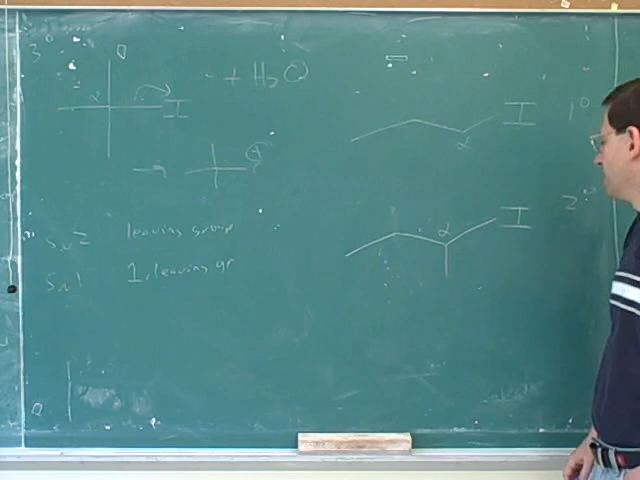 3°
α I + H₂O
→ +
SN2 leaving group
SN1 1. leaving gr
I 1°
α
I 2°
α